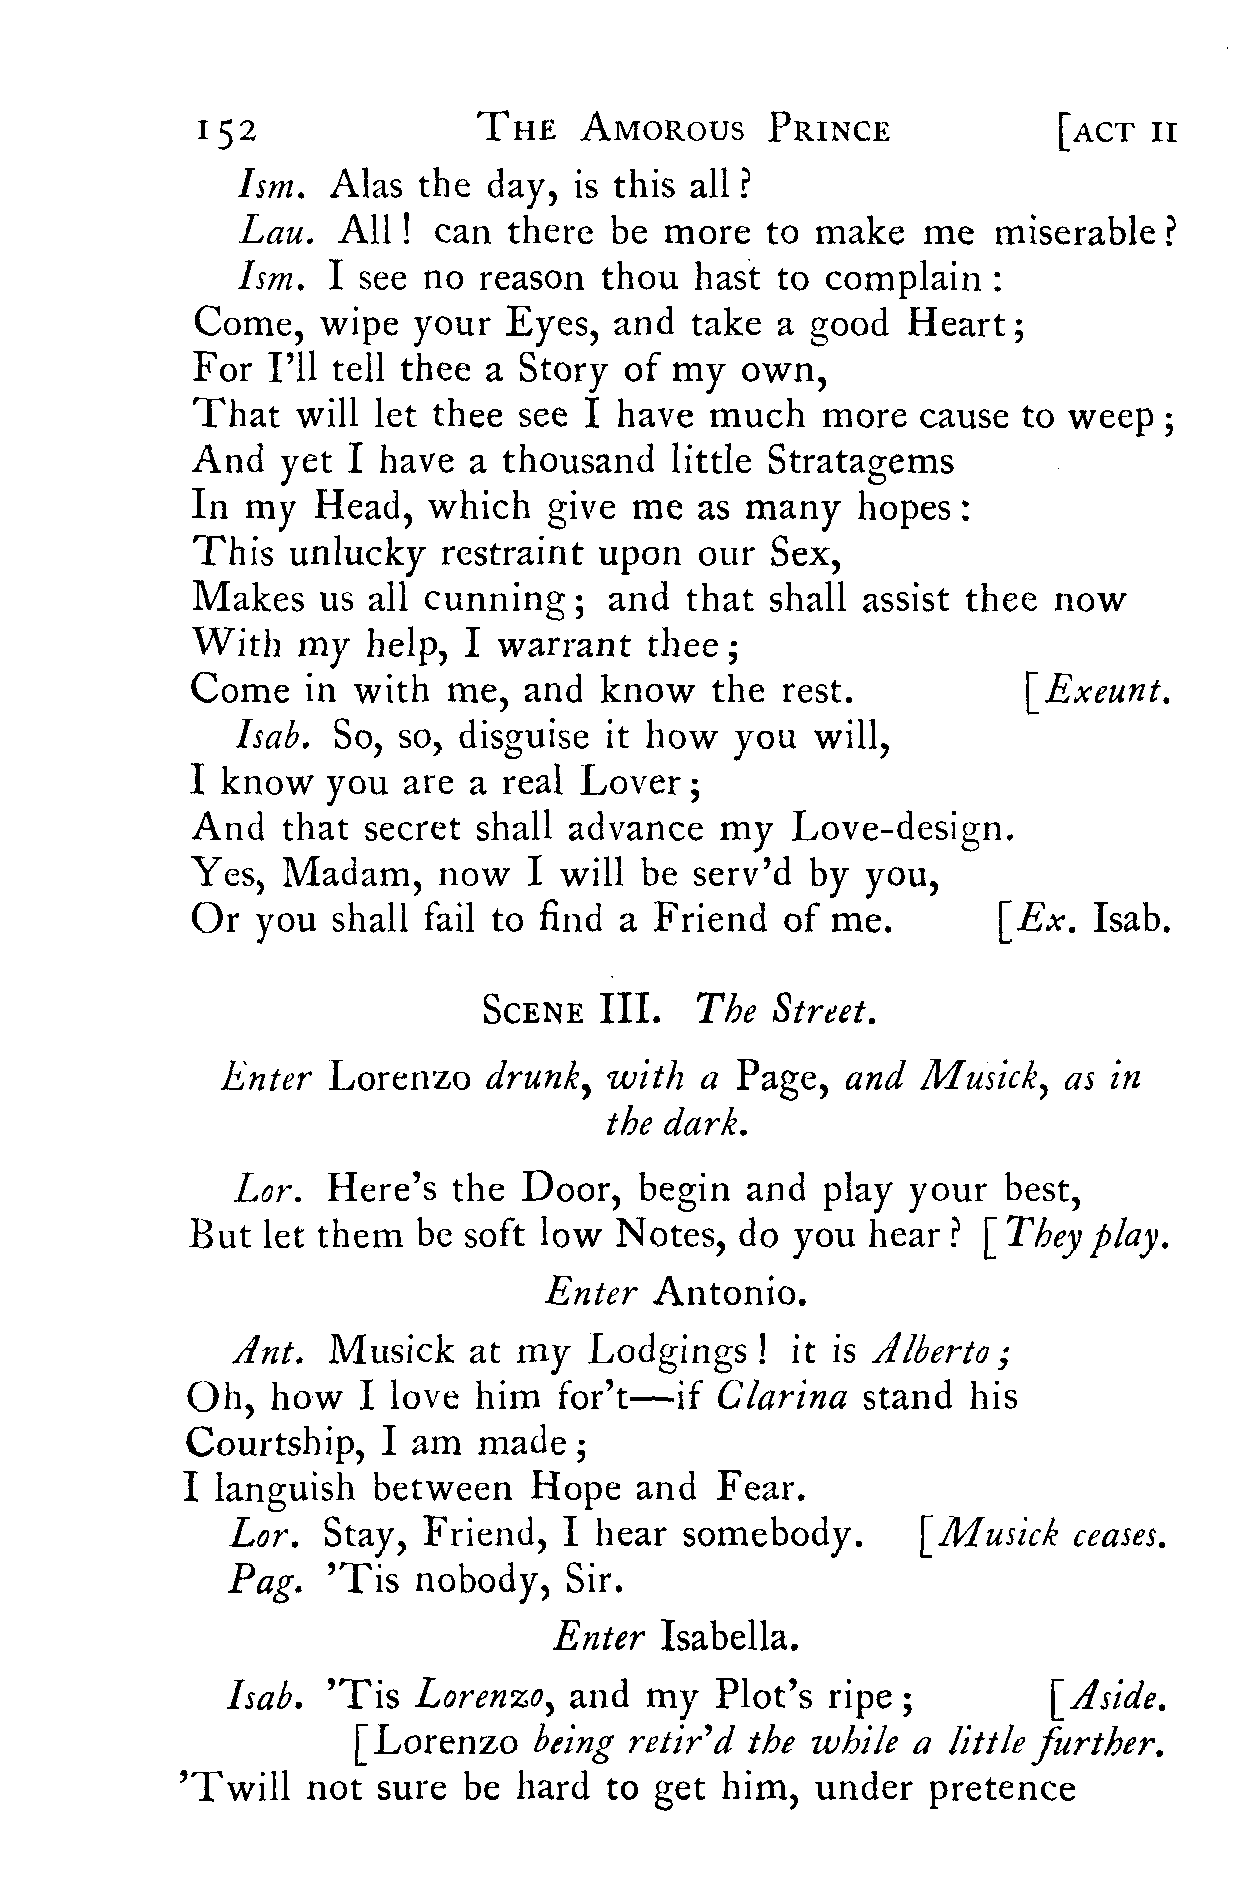 152 The Amorous Prince [ACT II
Ism. Alas the day, is this all?
Lau. All! can there be more to make me miserable?
Ism. I see no reason thou hast to complain:
Come, wipe your Eyes, and take a good Heart;
For I'll tell thee a Story of my own,
That will let thee see I have much more cause to weep;
And yet I have a thousand little Stratagems
In my Head, which give me as many hopes:
This unlucky restraint upon our Sex,
Makes us all cunning; and that shall assist thee now
With my help, I warrant thee;
Come in with me, and know the rest. [Exeunt.
Isab. So, so, disguise it how you will,
I know you are a real Lover;
And that secret shall advance my Love-design.
Yes, Madam, now I will be serv'd by you,
Or you shall fail to find a Friend of me. [Ex. Isab.
Scene III. The Street.
Enter Lorenzo drunk, with a Page, and Musick, as in
the dark.
Lor. Here's the Door, begin and play your best,
But let them be soft low Notes, do you hear? [They play.
Enter Antonio.
Ant. Musick at my Lodgings! it is Alberto;
Oh, how I love him for't—if Clarina stand his
Courtship, I am made;
I languish between Hope and Fear.
Lor. Stay, Friend, I hear somebody. [Musick ceases.
Pag. 'Tis nobody, Sir.
Enter Isabella.
Isab. 'Tis Lorenzo, and my Plot's ripe; [Aside.
[Lorenzo being retir'd the while a little further.
'Twill not sure be hard to get him, under pretence